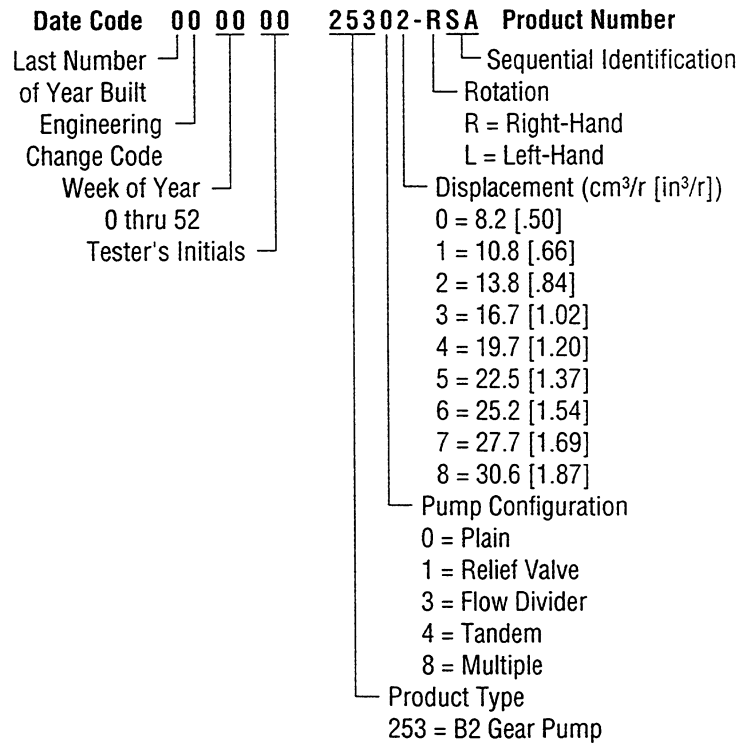 Date Code 00 00 00 25302-RSA Product Number
Last Number
of Year Built
Engineering
Change Code
Week of Year
0 thru 52
Tester's Initials
Sequential Identification
Rotation
R = Right-Hand
L = Left-Hand
Displacement (cm³/r [in³/r])
0 = 8.2 [.50]
1 = 10.8 [.66]
2 = 13.8 [.84]
3 = 16.7 [1.02]
4 = 19.7 [1.20]
5 = 22.5 [1.37]
6 = 25.2 [1.54]
7 = 27.7 [1.69]
8 = 30.6 [1.87]
Pump Configuration
0 = Plain
1 = Relief Valve
3 = Flow Divider
4 = Tandem
8 = Multiple
Product Type
253 = B2 Gear Pump